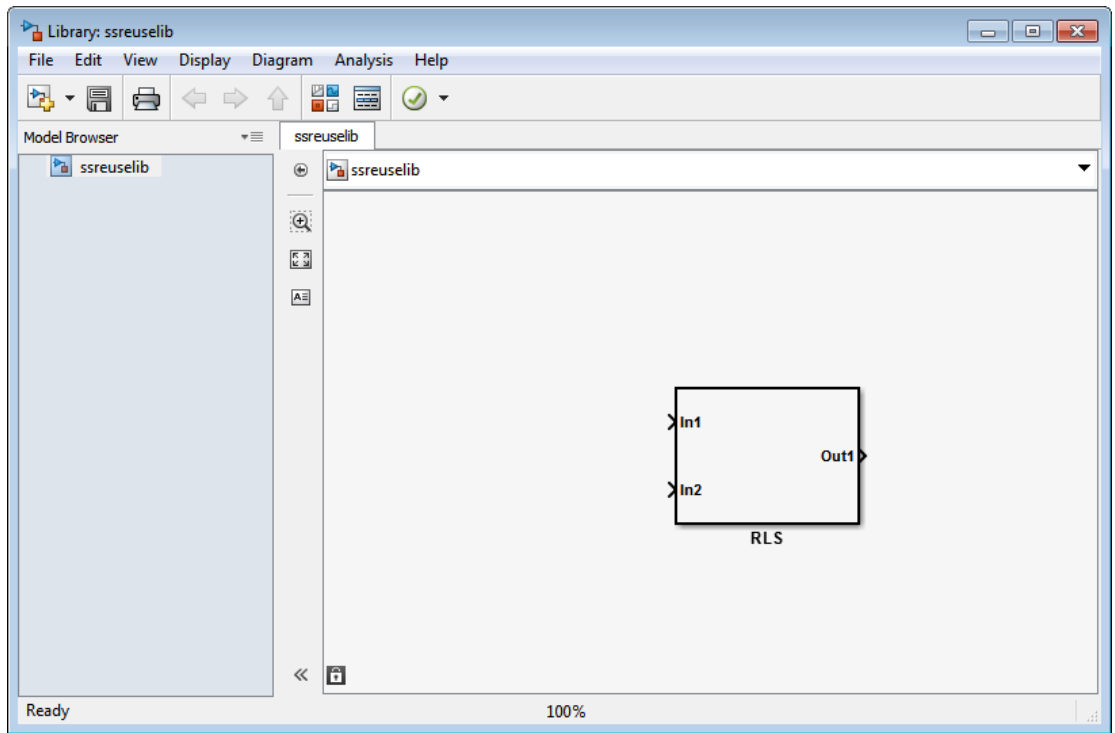 Library: ssreuselib
File Edit View Display Diagram Analysis Help
Model Browser
ssreuselib
ssreuselib
ssreuselib
In1
Out1
In2
RLS
Ready
100%